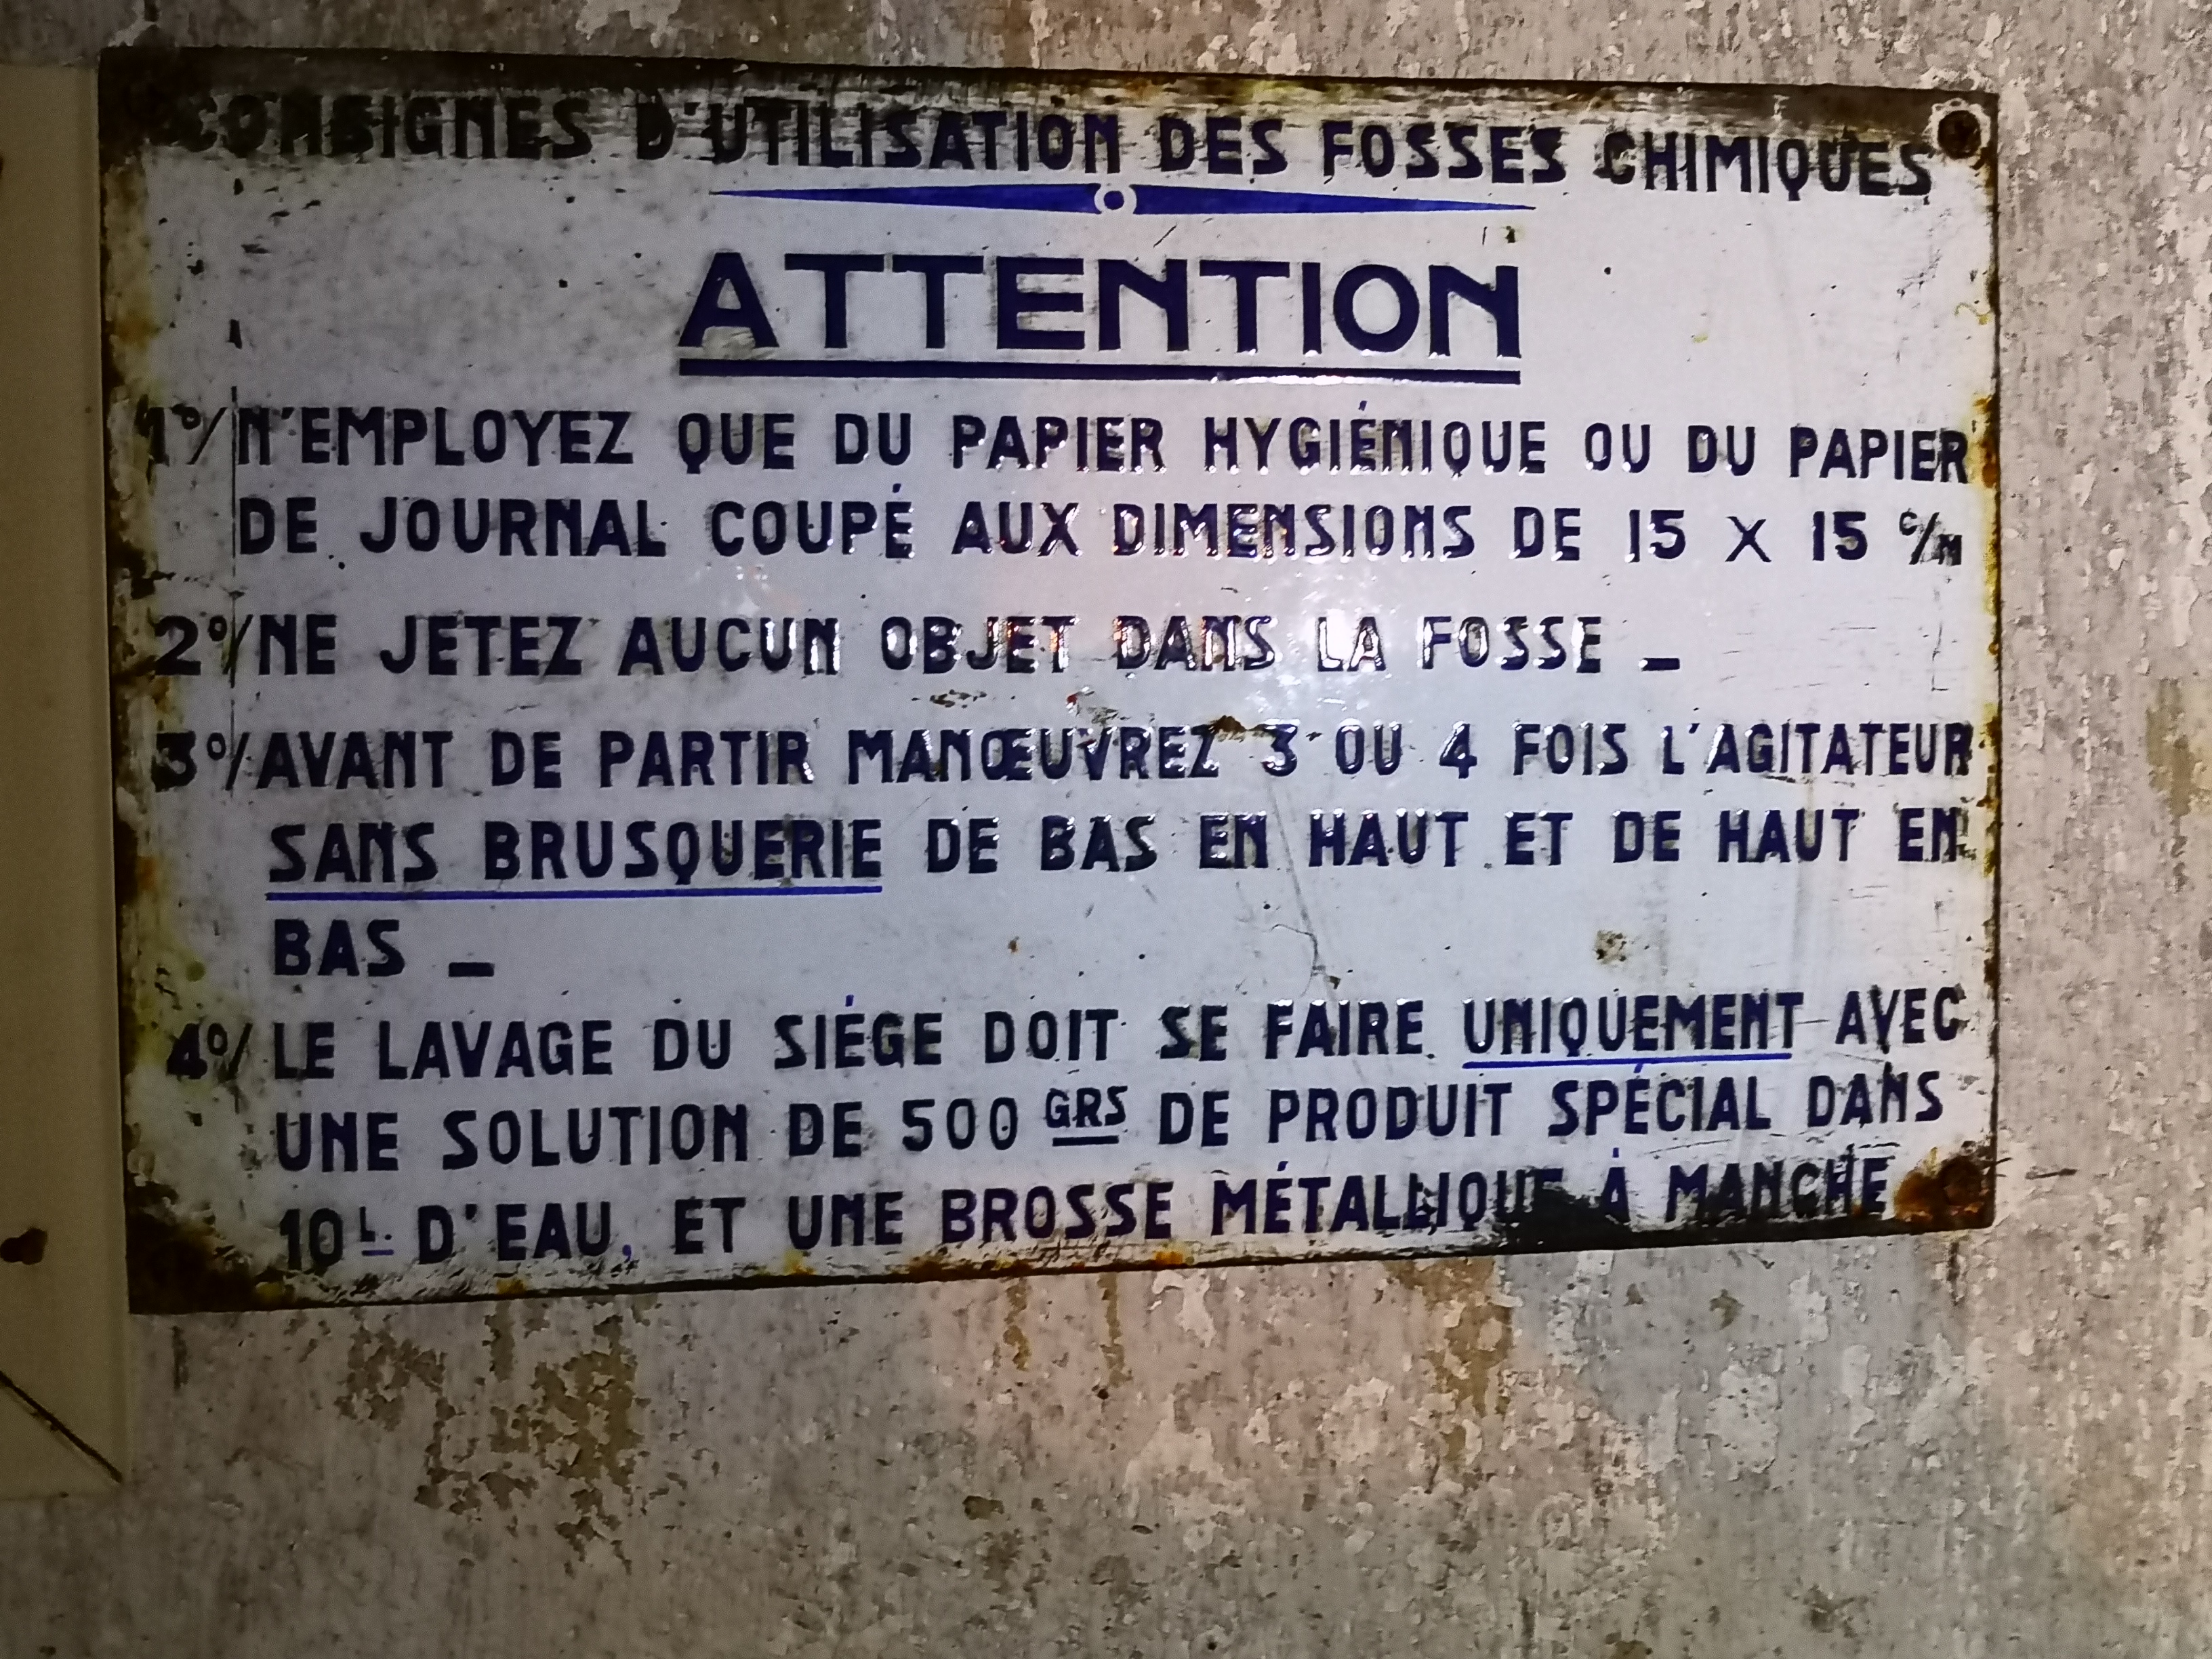 CONSIGNES D'UTILISATION DES FOSSES CHIMIQUES
ATTENTION
1°/ N'EMPLOYEZ QUE DU PAPIER HYGIÉNIQUE OU DU PAPIER
DE JOURNAL COUPÉ AUX DIMENSIONS DE 15 X 15 C/M
2°/ NE JETEZ AUCUN OBJET DANS LA FOSSE _
3°/ AVANT DE PARTIR MANŒUVREZ 3 OU 4 FOIS L'AGITATEUR
SANS BRUSQUERIE DE BAS EN HAUT ET DE HAUT EN
BAS _
4°/ LE LAVAGE DU SIÉGE DOIT SE FAIRE UNIQUEMENT AVEC
UNE SOLUTION DE 500 GRS DE PRODUIT SPÉCIAL DANS
10 L. D'EAU, ET UNE BROSSE MÉTALLIQUE À MANCHE